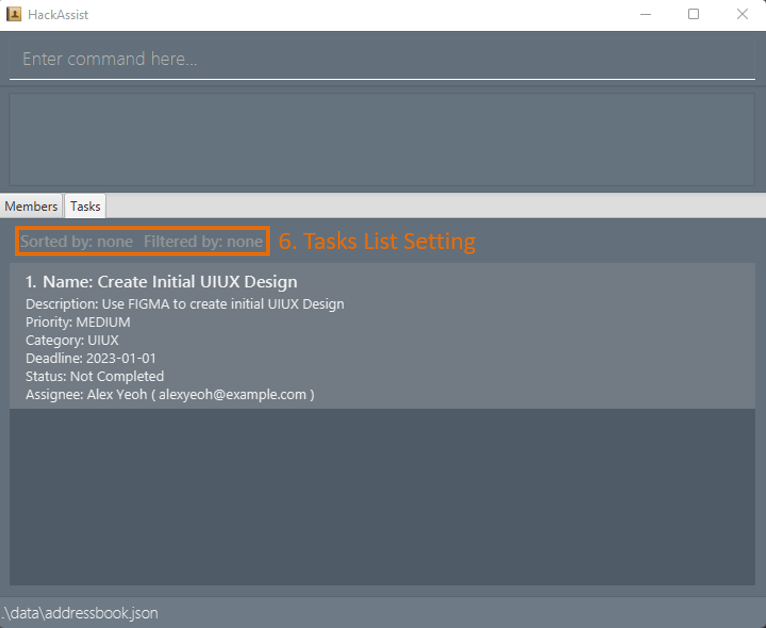 HackAssist
Enter command here...
Members Tasks
Sorted by: none Filtered by: none 6. Tasks List Setting
1. Name: Create Initial UIUX Design
Description: Use FIGMA to create initial UIUX Design
Priority: MEDIUM
Category: UIUX
Deadline: 2023-01-01
Status: Not Completed
Assignee: Alex Yeoh ( alexyeoh@example.com )
.\data\addressbook.json